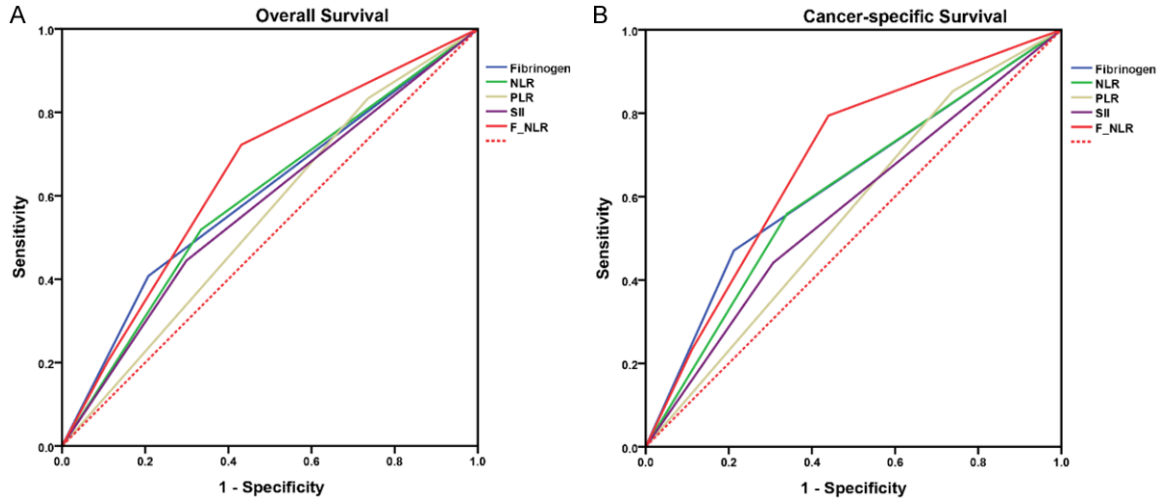 A
Overall Survival
1.0
0.8
0.6
0.4
0.2
0.0
Sensitivity
0.0 0.2 0.4 0.6 0.8 1.0
1 - Specificity
Fibrinogen
NLR
PLR
SII
F_NLR
B
Cancer-specific Survival
1.0
0.8
0.6
0.4
0.2
0.0
Sensitivity
0.0 0.2 0.4 0.6 0.8 1.0
1 - Specificity
Fibrinogen
NLR
PLR
SII
F_NLR